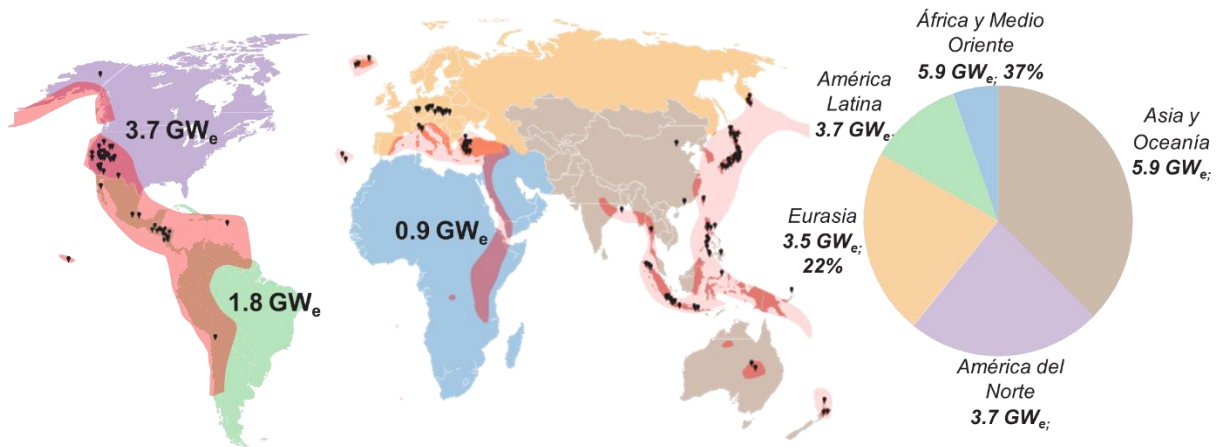 3.7 GWe
1.8 GWe
0.9 GWe
África y Medio
Oriente
5.9 GWe; 37%
América
Latina
3.7 GWe;
Asia y
Oceanía
5.9 GWe;
Eurasia
3.5 GWe;
22%
América del
Norte
3.7 GWe;